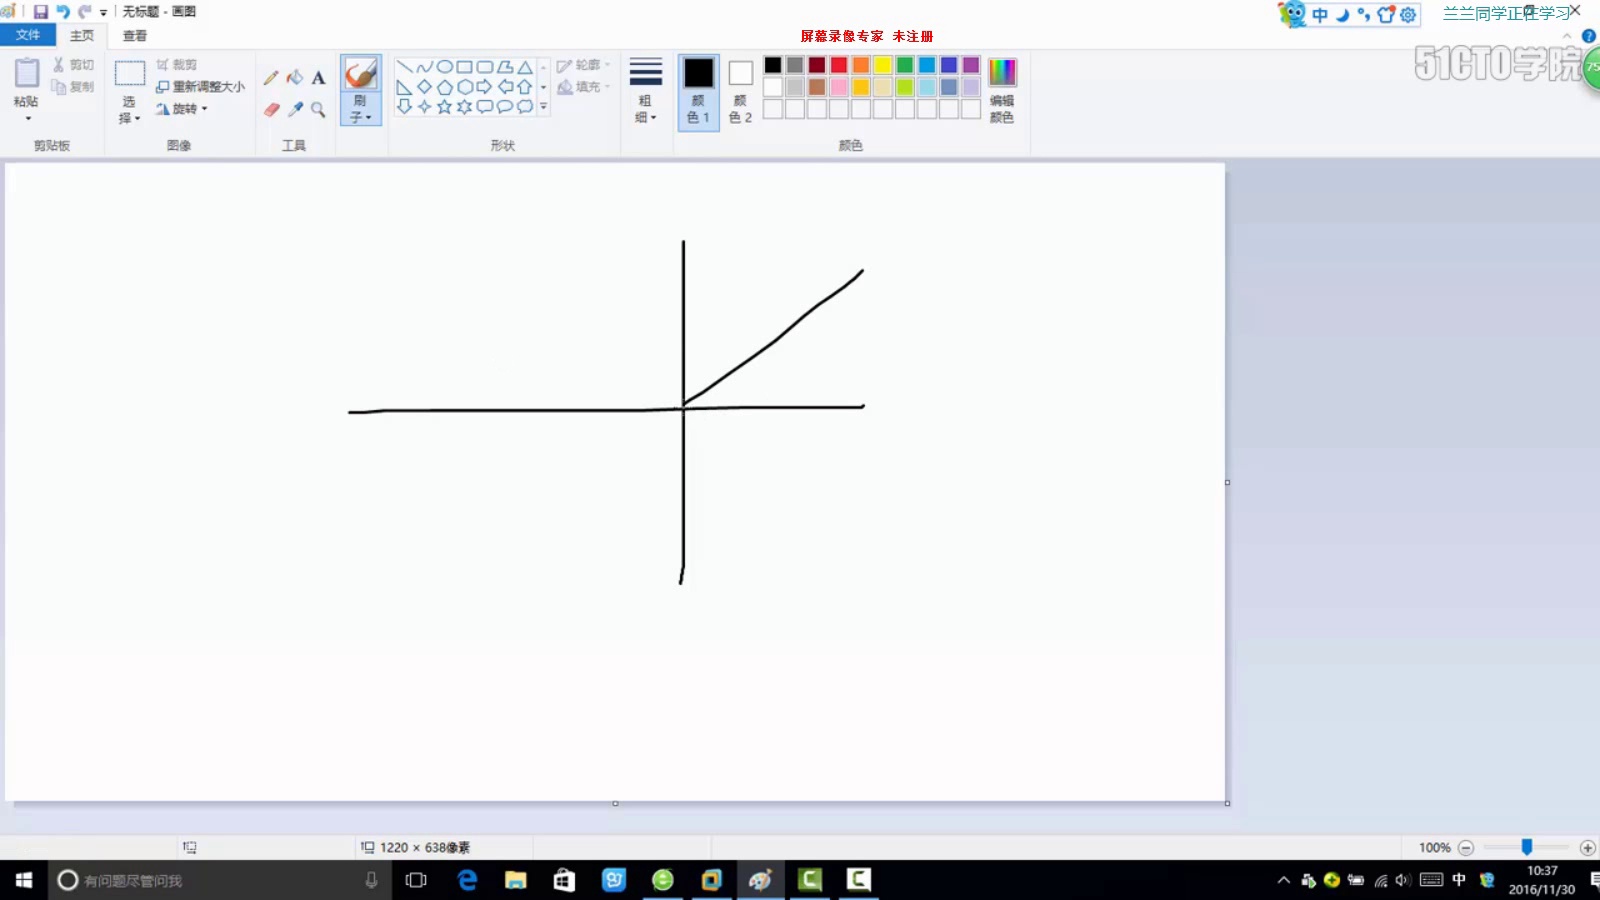 无标题 - 画图
中
兰兰同学正在学习
文件
主页
查看
屏幕录像专家 未注册
51CTO学院
75
粘贴
剪切
复制
剪贴板
选择
裁剪
重新调整大小
旋转
图像
A
工具
刷子
轮廓
填充
形状
粗细
颜色 1
颜色 2
编辑颜色
颜色
1220 × 638像素
100%
有问题尽管问我
中
10:37
2016/11/30